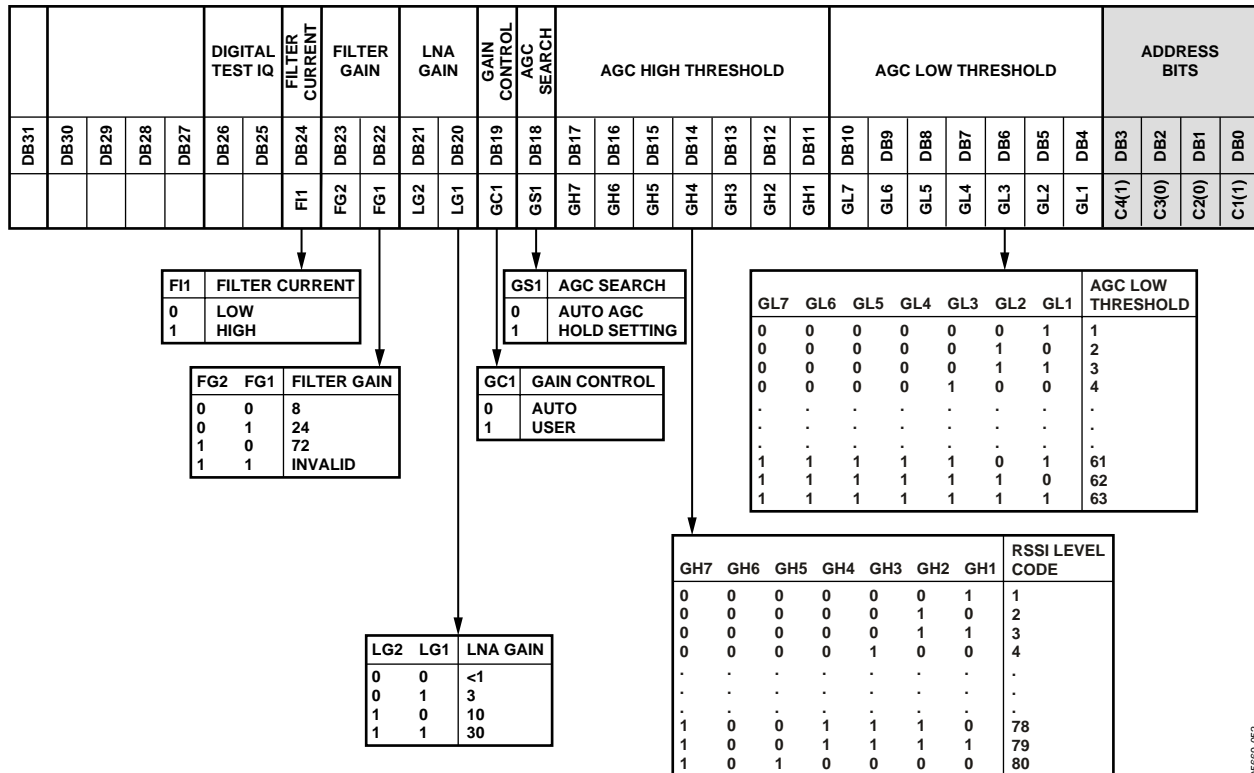 DIGITAL TEST IQ
FILTER CURRENT
FILTER GAIN
LNA GAIN
GAIN CONTROL
AGC SEARCH
AGC HIGH THRESHOLD
AGC LOW THRESHOLD
ADDRESS BITS
DB31 DB30 DB29 DB28 DB27 DB26 DB25 DB24 DB23 DB22 DB21 DB20 DB19 DB18 DB17 DB16 DB15 DB14 DB13 DB12 DB11 DB10 DB9 DB8 DB7 DB6 DB5 DB4 DB3 DB2 DB1 DB0
FI1 FG2 FG1 LG2 LG1 GC1 GS1 GH7 GH6 GH5 GH4 GH3 GH2 GH1 GL7 GL6 GL5 GL4 GL3 GL2 GL1 C4(1) C3(0) C2(0) C1(1)
FI1 FILTER CURRENT
0 LOW
1 HIGH
GS1 AGC SEARCH
0 AUTO AGC
1 HOLD SETTING
FG2 FG1 FILTER GAIN
0 0 8
0 1 24
1 0 72
1 1 INVALID
GC1 GAIN CONTROL
0 AUTO
1 USER
GL7 GL6 GL5 GL4 GL3 GL2 GL1 AGC LOW THRESHOLD
0 0 0 0 0 0 1 1
0 0 0 0 0 1 0 2
0 0 0 0 0 1 1 3
0 0 0 0 1 0 0 4
. . . . . . . .
. . . . . . . .
. . . . . . . .
1 1 1 1 1 0 1 61
1 1 1 1 1 1 0 62
1 1 1 1 1 1 1 63
LG2 LG1 LNA GAIN
0 0 <1
0 1 3
1 0 10
1 1 30
GH7 GH6 GH5 GH4 GH3 GH2 GH1 RSSI LEVEL CODE
0 0 0 0 0 0 1 1
0 0 0 0 0 1 0 2
0 0 0 0 0 1 1 3
0 0 0 0 1 0 0 4
. . . . . . . .
. . . . . . . .
. . . . . . . .
1 0 0 1 1 1 0 78
1 0 0 1 1 1 1 79
1 0 1 0 0 0 0 80